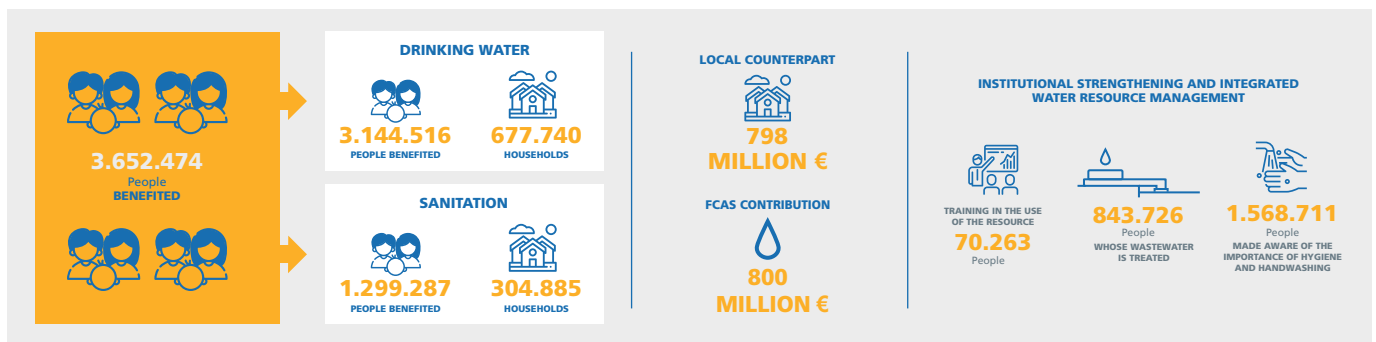 3.652.474
People
BENEFITED
DRINKING WATER
3.144.516
PEOPLE BENEFITED
677.740
HOUSEHOLDS
SANITATION
1.299.287
PEOPLE BENEFITED
304.885
HOUSEHOLDS
LOCAL COUNTERPART
798
MILLION €
FCAS CONTRIBUTION
800
MILLION €
INSTITUTIONAL STRENGTHENING AND INTEGRATED
WATER RESOURCE MANAGEMENT
TRAINING IN THE USE
OF THE RESOURCE
70.263
People
843.726
People
WHOSE WASTEWATER
IS TREATED
1.568.711
People
MADE AWARE OF THE
IMPORTANCE OF HYGIENE
AND HANDWASHING